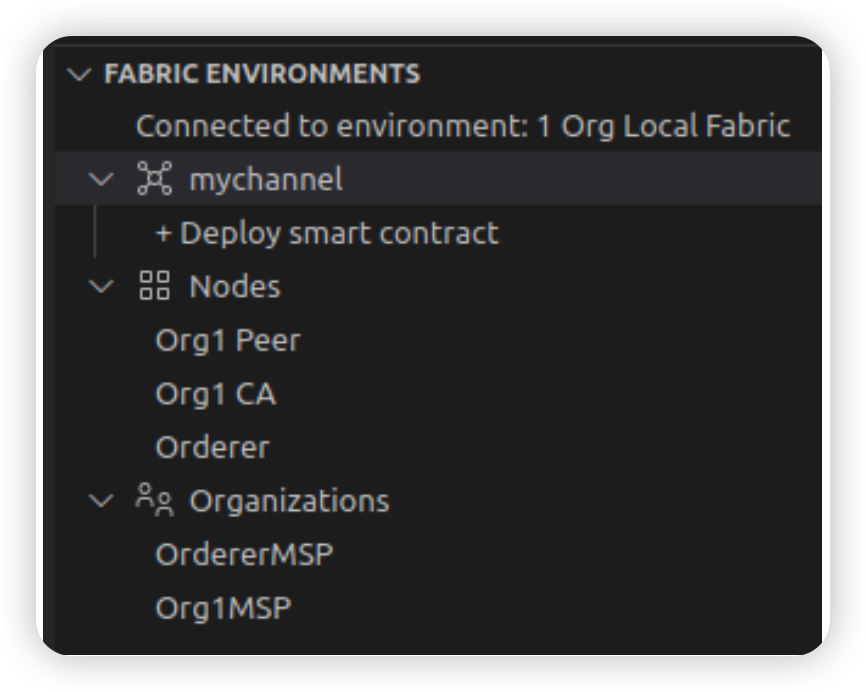 FABRIC ENVIRONMENTS
Connected to environment: 1 Org Local Fabric
mychannel
+ Deploy smart contract
Nodes
Org1 Peer
Org1 CA
Orderer
Organizations
OrdererMSP
Org1MSP